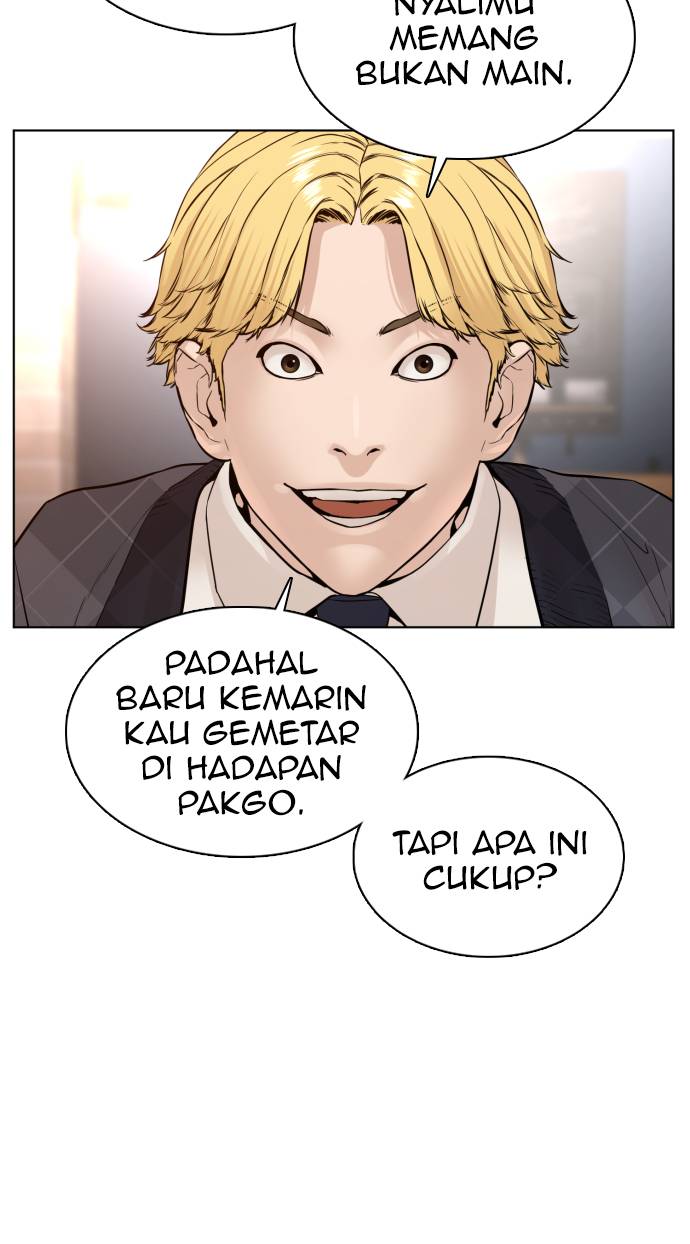 NYALIMU
MEMANG
BUKAN MAIN.
PADAHAL
BARU KEMARIN
KAU GEMETAR
DI HADAPAN
PAKGO.
TAPI APA INI
CUKUP?